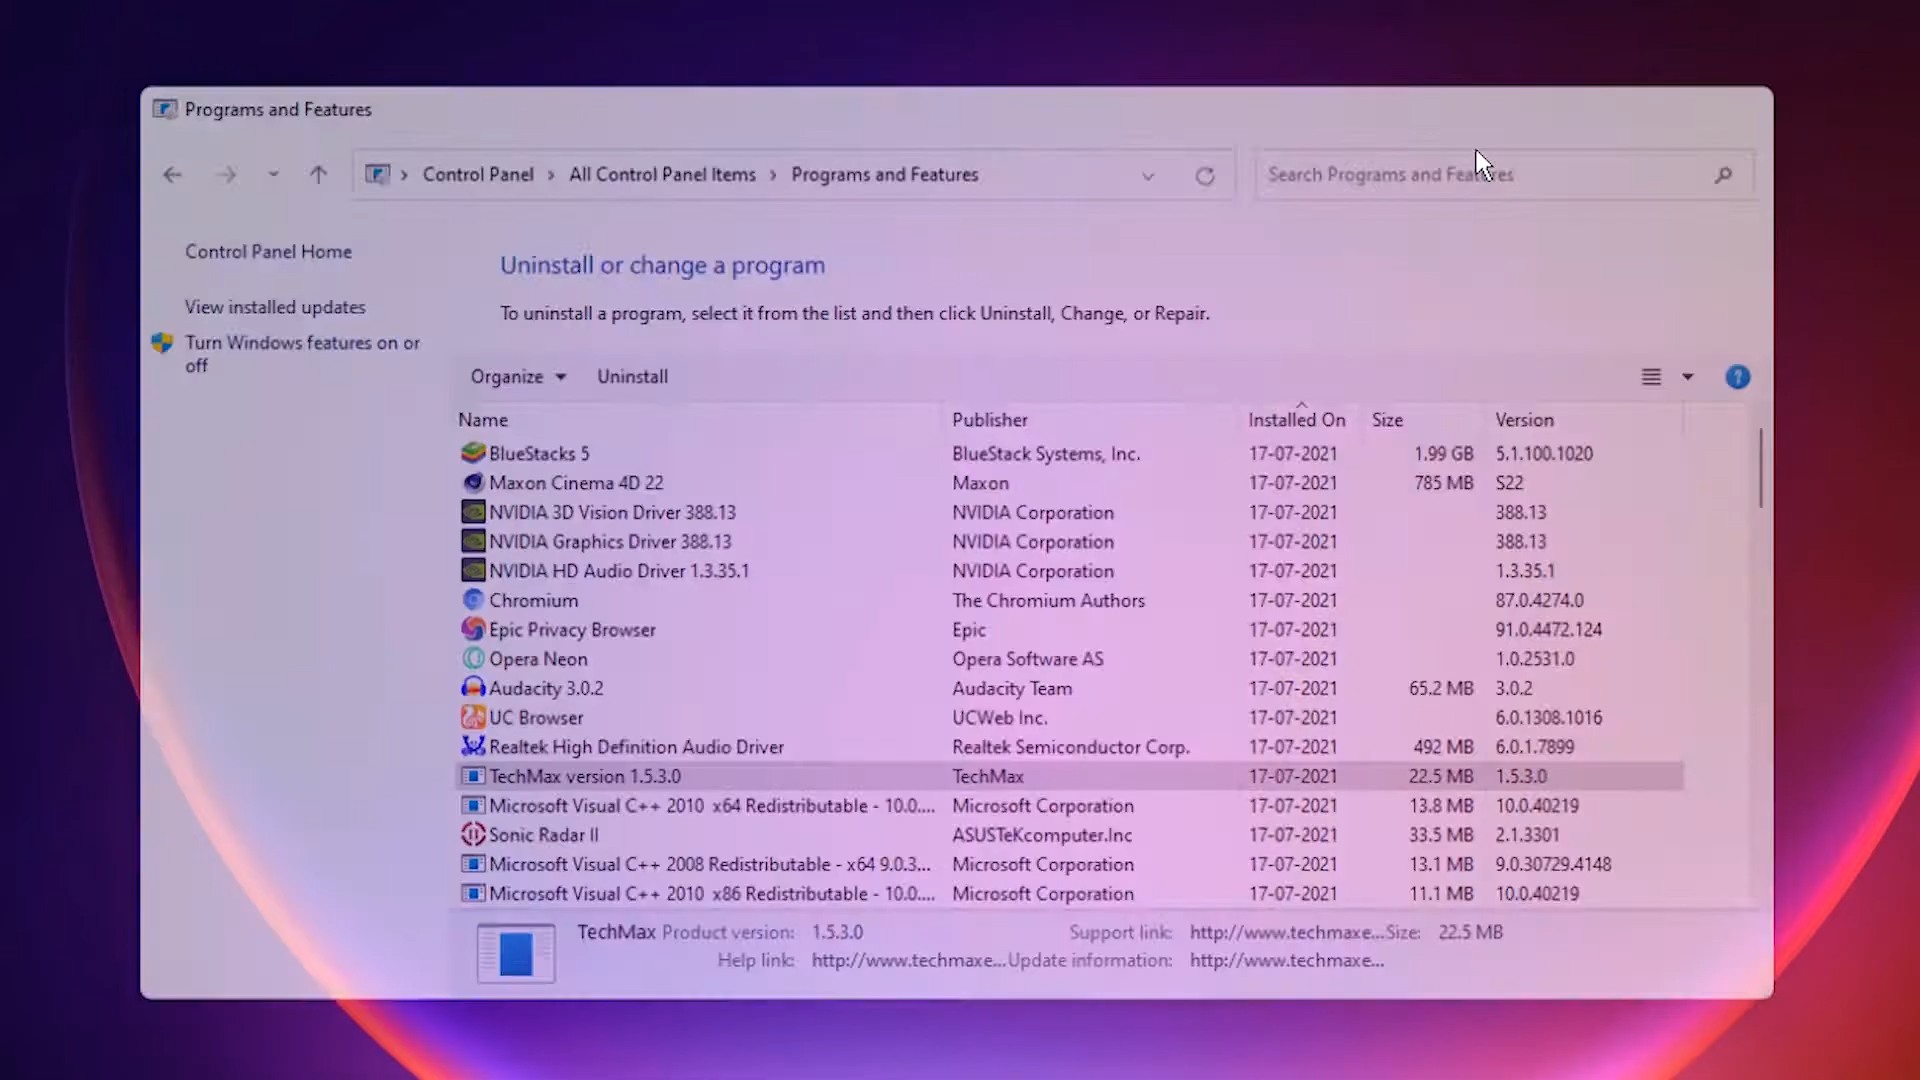 Programs and Features
Control Panel › All Control Panel Items › Programs and Features
Search Programs and Features
Control Panel Home
View installed updates
Turn Windows features on or
off
Uninstall or change a program
To uninstall a program, select it from the list and then click Uninstall, Change, or Repair.
Organize Uninstall
Name Publisher Installed On Size Version
BlueStacks 5 BlueStack Systems, Inc. 17-07-2021 1.99 GB 5.1.100.1020
Maxon Cinema 4D 22 Maxon 17-07-2021 785 MB S22
NVIDIA 3D Vision Driver 388.13 NVIDIA Corporation 17-07-2021 388.13
NVIDIA Graphics Driver 388.13 NVIDIA Corporation 17-07-2021 388.13
NVIDIA HD Audio Driver 1.3.35.1 NVIDIA Corporation 17-07-2021 1.3.35.1
Chromium The Chromium Authors 17-07-2021 87.0.4274.0
Epic Privacy Browser Epic 17-07-2021 91.0.4472.124
Opera Neon Opera Software AS 17-07-2021 1.0.2531.0
Audacity 3.0.2 Audacity Team 17-07-2021 65.2 MB 3.0.2
UC Browser UCWeb Inc. 17-07-2021 6.0.1308.1016
Realtek High Definition Audio Driver Realtek Semiconductor Corp. 17-07-2021 492 MB 6.0.1.7899
TechMax version 1.5.3.0 TechMax 17-07-2021 22.5 MB 1.5.3.0
Microsoft Visual C++ 2010 x64 Redistributable - 10.0.... Microsoft Corporation 17-07-2021 13.8 MB 10.0.40219
Sonic Radar II ASUSTeKcomputer.Inc 17-07-2021 33.5 MB 2.1.3301
Microsoft Visual C++ 2008 Redistributable - x64 9.0.3... Microsoft Corporation 17-07-2021 13.1 MB 9.0.30729.4148
Microsoft Visual C++ 2010 x86 Redistributable - 10.0.... Microsoft Corporation 17-07-2021 11.1 MB 10.0.40219
TechMax Product version: 1.5.3.0 Support link: http://www.techmaxe... Size: 22.5 MB
Help link: http://www.techmaxe... Update information: http://www.techmaxe...